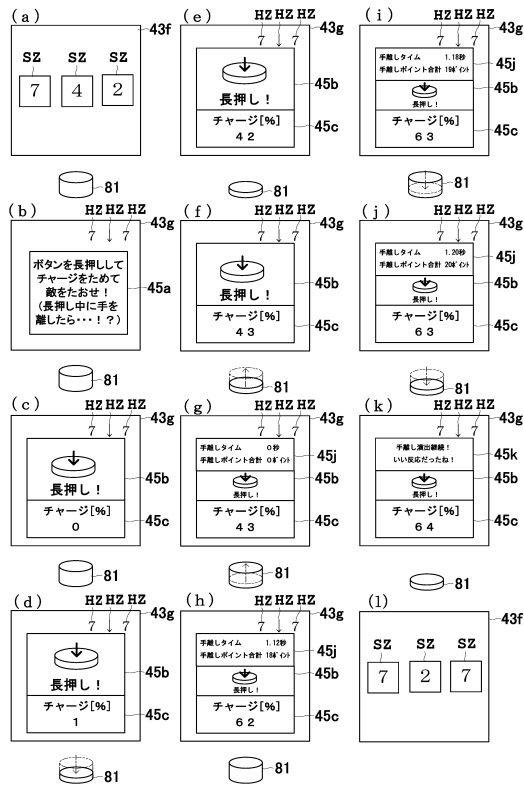 (a)
43f
SZ SZ SZ
7 4 2
81
(b)
HZ HZ HZ
7 ↓ 7
43g
ボタンを長押しして
チャージをためて
敵をたおせ！
(長押し中に手を
離したら・・・！？)
45a
81
(c)
HZ HZ HZ
7 ↓ 7
43g
長押し！
45b
チャージ[%]
0
45c
81
(d)
HZ HZ HZ
7 ↓ 7
43g
長押し！
45b
チャージ[%]
1
45c
81
(e)
HZ HZ HZ
7 ↓ 7
43g
長押し！
45b
チャージ[%]
42
45c
81
(f)
HZ HZ HZ
7 ↓ 7
43g
長押し！
45b
チャージ[%]
43
45c
81
(g)
HZ HZ HZ
7 ↓ 7
43g
手離しタイム 0秒
手離しポイント合計 0ポイント
45j
長押し！
45b
チャージ[%]
43
45c
81
(h)
HZ HZ HZ
7 ↓ 7
43g
手離しタイム 1.12秒
手離しポイント合計 18ポイント
45j
長押し！
45b
チャージ[%]
62
45c
81
(i)
HZ HZ HZ
7 ↓ 7
43g
手離しタイム 1.18秒
手離しポイント合計 19ポイント
45j
長押し！
45b
チャージ[%]
63
45c
81
(j)
HZ HZ HZ
7 ↓ 7
43g
手離しタイム 1.20秒
手離しポイント合計 20ポイント
45j
長押し！
45b
チャージ[%]
63
45c
81
(k)
HZ HZ HZ
7 ↓ 7
43g
手離し演出継続！
いい反応だったね！
45k
長押し！
45b
チャージ[%]
64
45c
81
(l)
43f
SZ SZ SZ
7 2 7